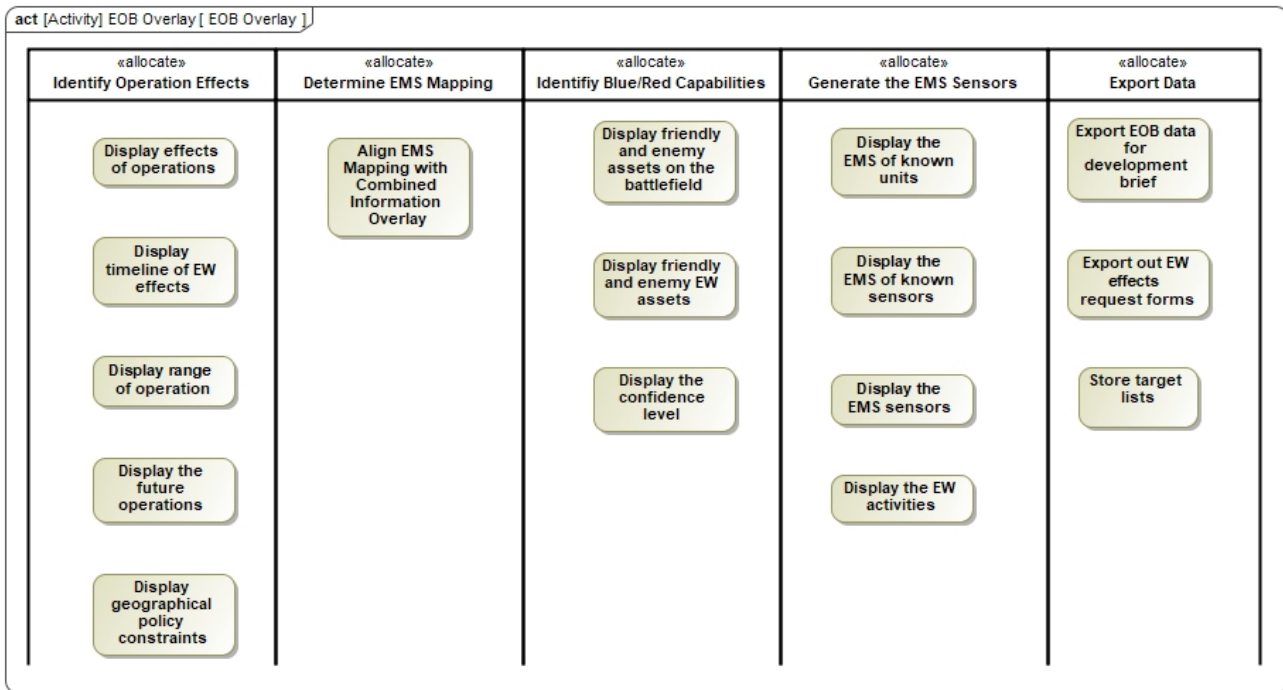 act [Activity] EOB Overlay [ EOB Overlay ]
«allocate»
Identify Operation Effects
Display effects
of operations
Display
timeline of EW
effects
Display range
of operation
Display the
future
operations
Display
geographical
policy
constraints
«allocate»
Determine EMS Mapping
Align EMS
Mapping with
Combined
Information
Overlay
«allocate»
Identifiy Blue/Red Capabilities
Display friendly
and enemy
assets on the
battlefield
Display friendly
and enemy EW
assets
Display the
confidence
level
«allocate»
Generate the EMS Sensors
Display the
EMS of known
units
Display the
EMS of known
sensors
Display the
EMS sensors
Display the EW
activities
«allocate»
Export Data
Export EOB data
for
development
brief
Export out EW
effects
request forms
Store target
lists